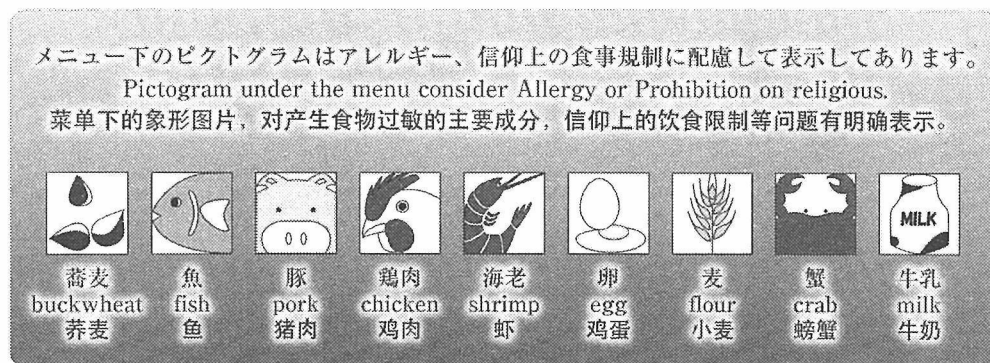 メニュー下のピクトグラムはアレルギー、信仰上の食事規制に配慮して表示してあります。
Pictogram under the menu consider Allergy or Prohibition on religious.
菜单下的象形图片，对产生食物过敏的主要成分，信仰上的饮食限制等问题有明确表示。
MILK
蕎麦 魚 豚 鶏肉 海老 卵 麦 蟹 牛乳
buckwheat fish pork chicken shrimp egg flour crab milk
荞麦 鱼 猪肉 鸡肉 虾 鸡蛋 小麦 螃蟹 牛奶